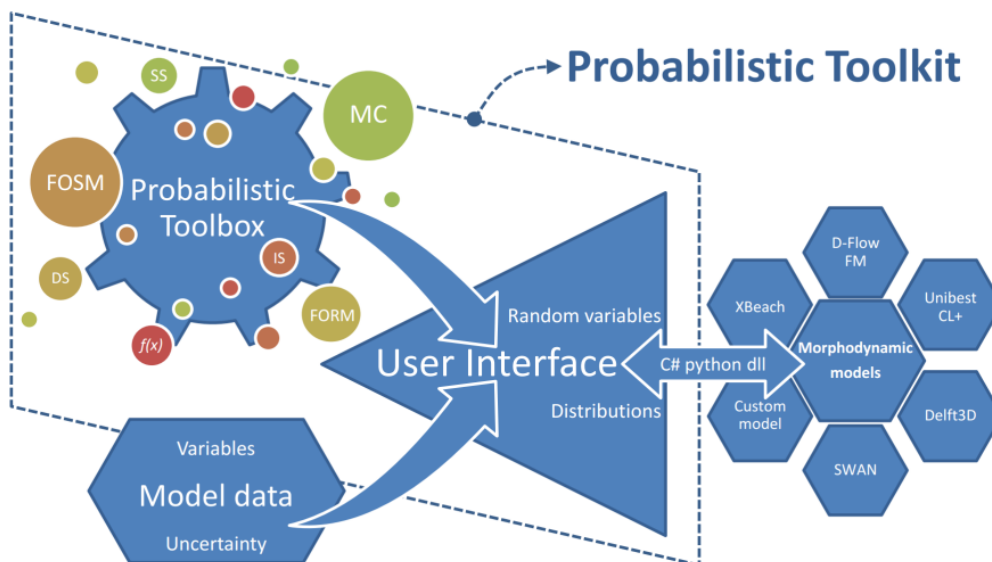 Probabilistic Toolkit
SS
MC
FOSM
Probabilistic
Toolbox
IS
DS
FORM
f(x)
Random variables
User Interface
Distributions
C# python dll
Variables
Model data
Uncertainty
D-Flow
FM
XBeach
Unibest
CL+
Morphodynamic
models
Custom
model
Delft3D
SWAN